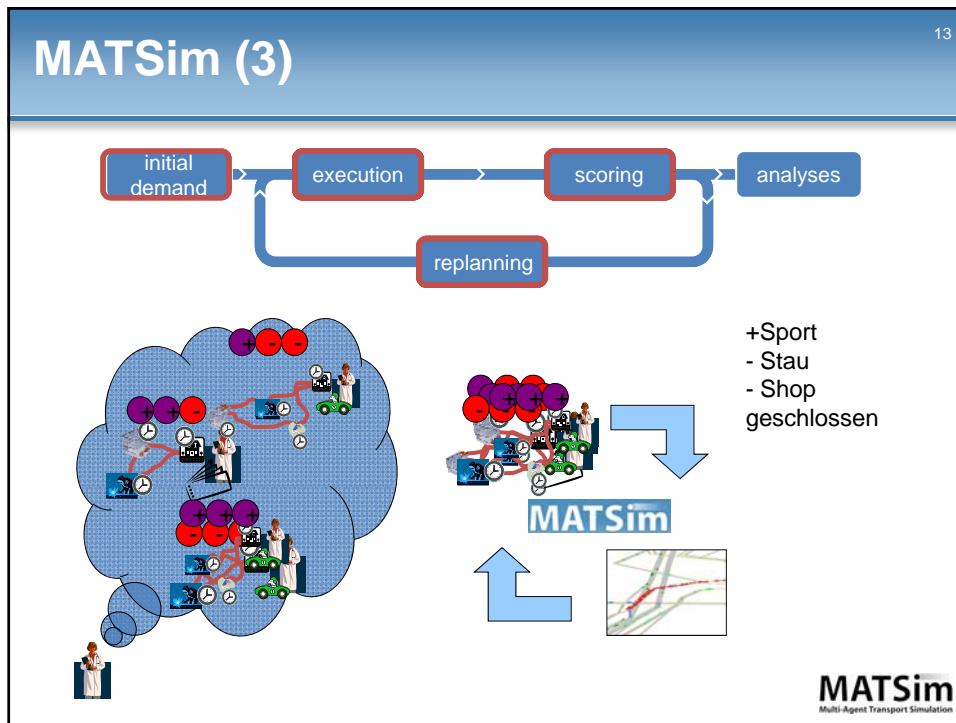 13
MATSim (3)
initial
demand
execution
scoring
analyses
replanning
+ - -
+ + -
+ + +
- - -
+ + +
- - - -
+Sport
- Stau
- Shop
geschlossen
MATSim
MATSim
Multi-Agent Transport Simulation